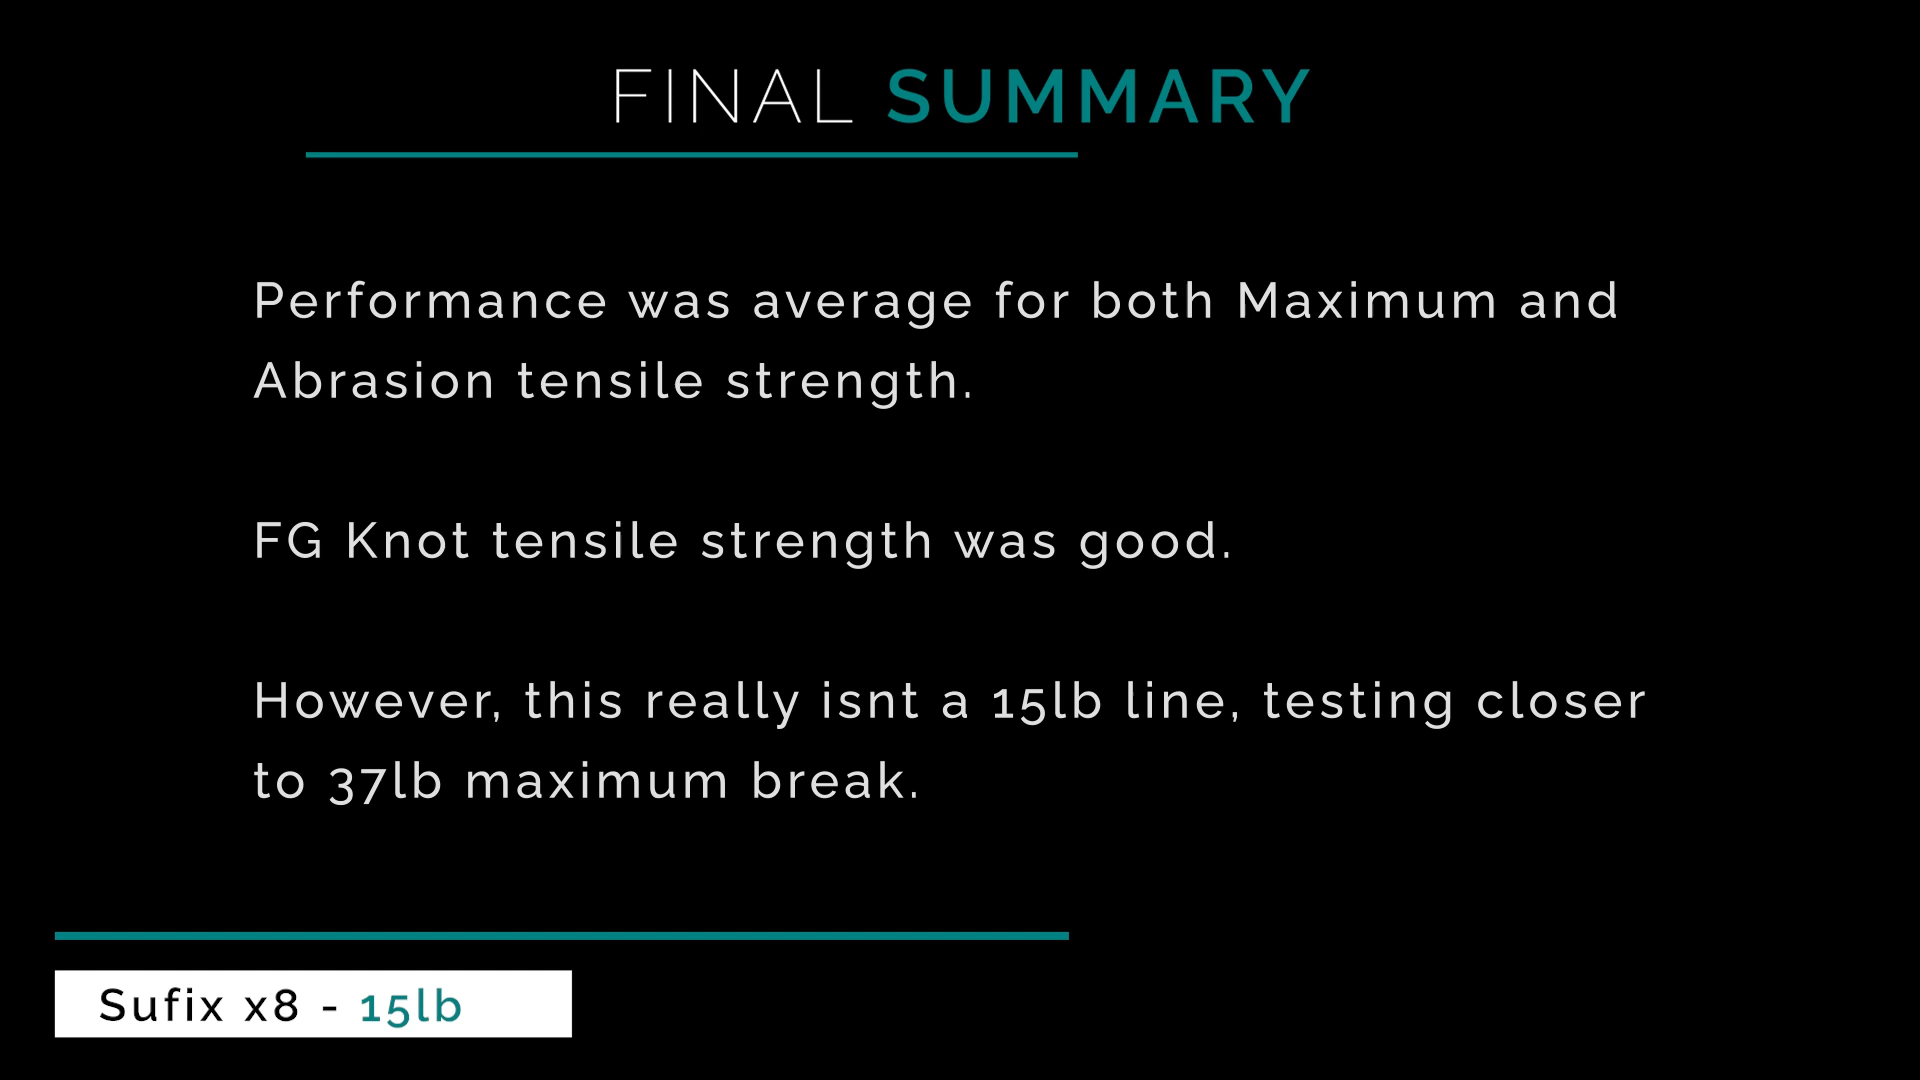 FINAL SUMMARY
Performance was average for both Maximum and
Abrasion tensile strength.
FG Knot tensile strength was good.
However, this really isnt a 15lb line, testing closer
to 37lb maximum break.
Sufix x8 - 15lb